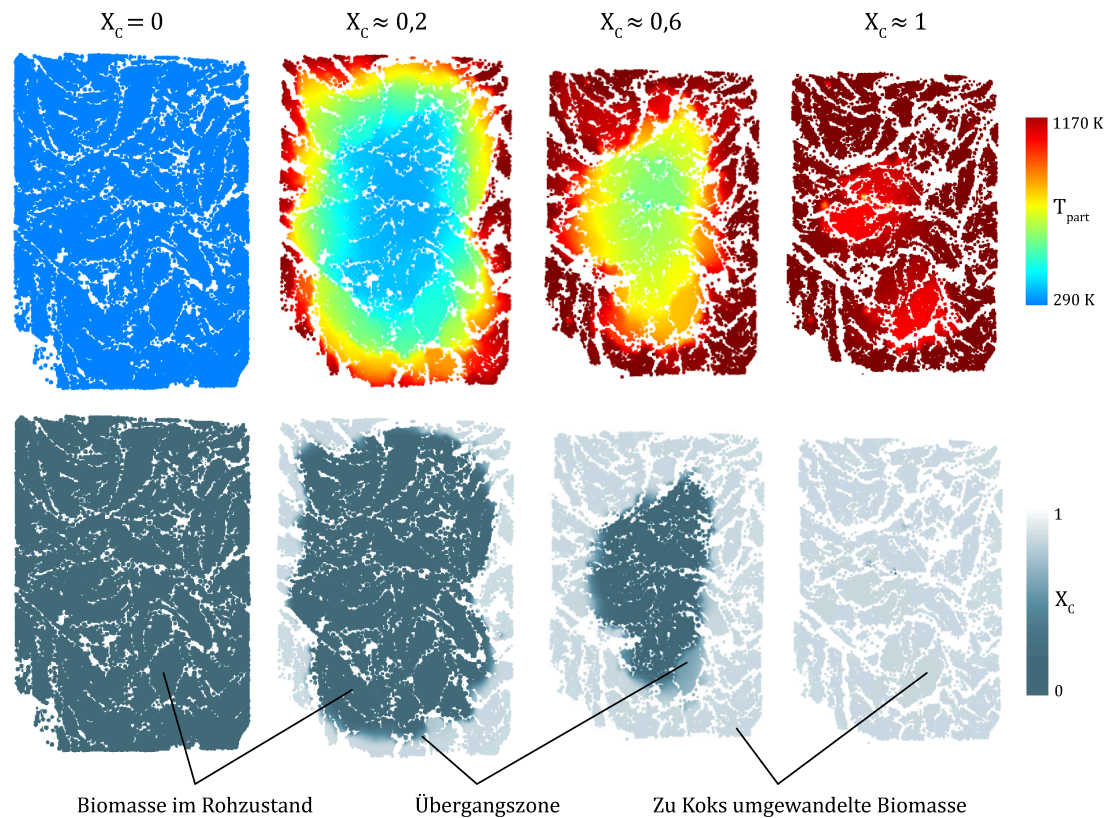 X_C = 0
X_C ≈ 0,2
X_C ≈ 0,6
X_C ≈ 1
1170 K
T_part
290 K
1
X_C
0
Biomasse im Rohzustand
Übergangszone
Zu Koks umgewandelte Biomasse